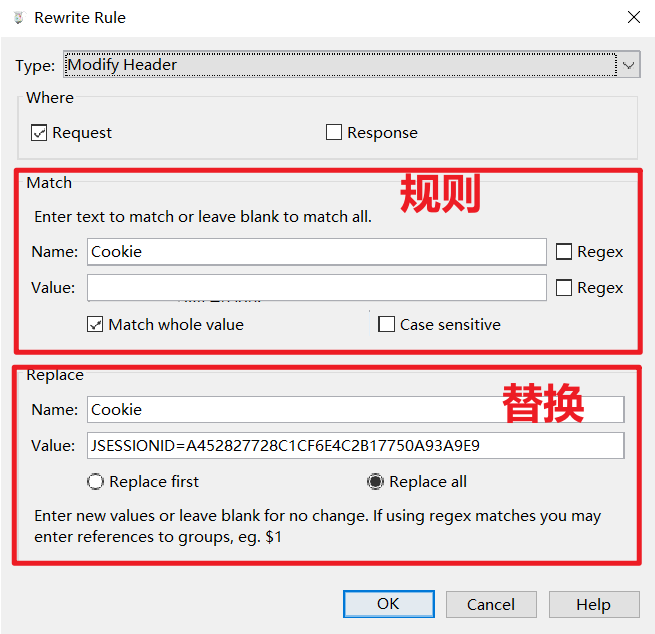 Rewrite Rule
Type: Modify Header
Where
Request Response
Match 规则
Enter text to match or leave blank to match all.
Name: Cookie Regex
Value: Regex
Match whole value Case sensitive
Replace 替换
Name: Cookie
Value: JSESSIONID=A452827728C1CF6E4C2B17750A93A9E9
Replace first Replace all
Enter new values or leave blank for no change. If using regex matches you may
enter references to groups, eg. $1
OK Cancel Help